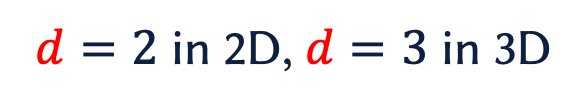 d = 2 in 2D, d = 3 in 3D